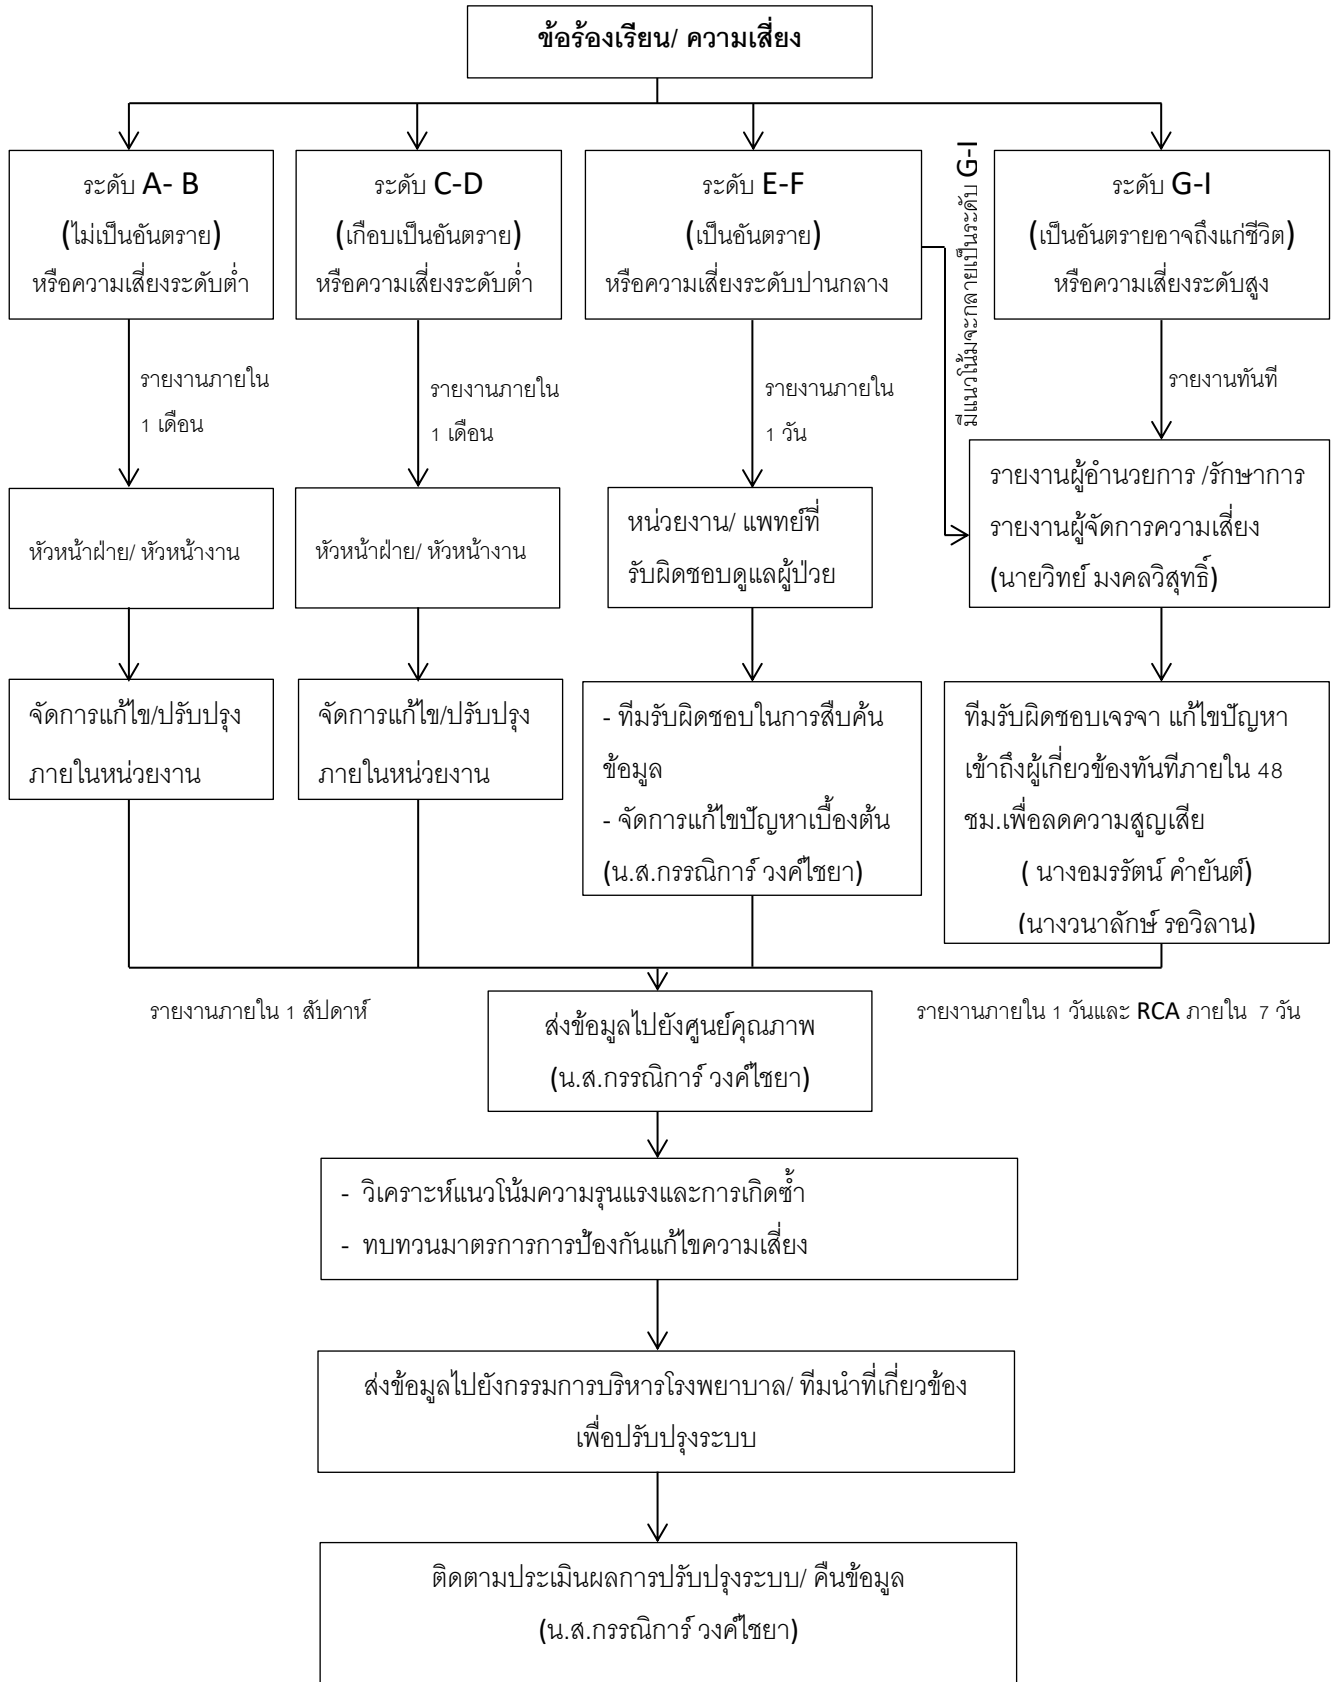 ข้อร้องเรียน/ ความเสี่ยง
ระดับ A- B
(ไม่เป็นอันตราย)
หรือความเสี่ยงระดับต่ำ
ระดับ C-D
(เกือบเป็นอันตราย)
หรือความเสี่ยงระดับต่ำ
ระดับ E-F
(เป็นอันตราย)
หรือความเสี่ยงระดับปานกลาง
มีแนวโน้มจะกลายเป็นระดับ G-I
ระดับ G-I
(เป็นอันตรายอาจถึงแก่ชีวิต)
หรือความเสี่ยงระดับสูง
รายงานภายใน
1 เดือน
รายงานภายใน
1 เดือน
รายงานภายใน
1 วัน
รายงานทันที
หัวหน้าฝ่าย/ หัวหน้างาน
หัวหน้าฝ่าย/ หัวหน้างาน
หน่วยงาน/ แพทย์ที่
รับผิดชอบดูแลผู้ป่วย
รายงานผู้อำนวยการ /รักษาการ
รายงานผู้จัดการความเสี่ยง
(นายวิทย์ มงคลวิสุทธิ์)
จัดการแก้ไข/ปรับปรุง
ภายในหน่วยงาน
จัดการแก้ไข/ปรับปรุง
ภายในหน่วยงาน
- ทีมรับผิดชอบในการสืบค้น
ข้อมูล
- จัดการแก้ไขปัญหาเบื้องต้น
(น.ส.กรรณิการ์ วงค์ไชยา)
ทีมรับผิดชอบเจรจา แก้ไขปัญหา
เข้าถึงผู้เกี่ยวข้องทันทีภายใน 48
ชม.เพื่อลดความสูญเสีย
( นางอมรรัตน์ คำยันต์)
(นางวนาลักษ์ รอวิลาน)
รายงานภายใน 1 สัปดาห์
ส่งข้อมูลไปยังศูนย์คุณภาพ
(น.ส.กรรณิการ์ วงค์ไชยา)
รายงานภายใน 1 วันและ RCA ภายใน 7 วัน
- วิเคราะห์แนวโน้มความรุนแรงและการเกิดซ้ำ
- ทบทวนมาตรการการป้องกันแก้ไขความเสี่ยง
ส่งข้อมูลไปยังกรรมการบริหารโรงพยาบาล/ ทีมนำที่เกี่ยวข้อง
เพื่อปรับปรุงระบบ
ติดตามประเมินผลการปรับปรุงระบบ/ คืนข้อมูล
(น.ส.กรรณิการ์ วงค์ไชยา)